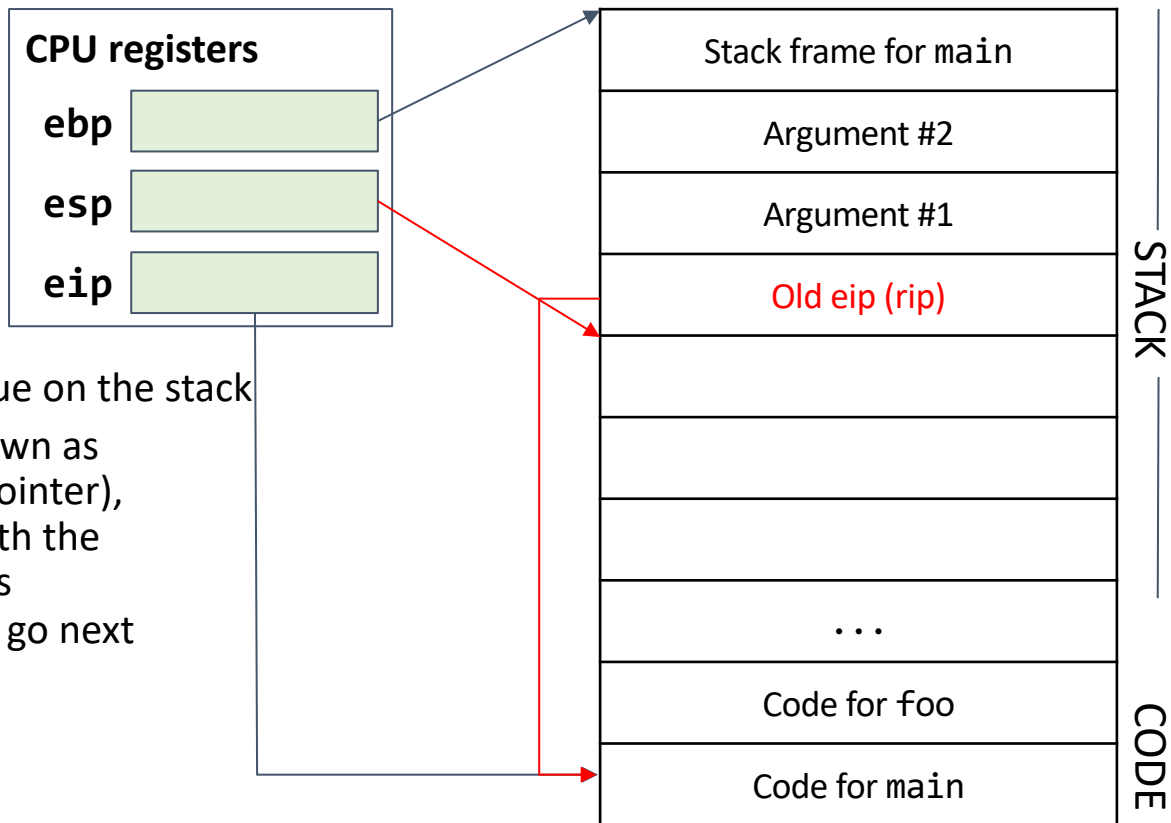 CPU registers
ebp
esp
eip
ue on the stack
wn as
ointer),
th the
s
go next
Stack frame for main
Argument #2
Argument #1
Old eip (rip)
...
Code for foo
Code for main
STACK
CODE